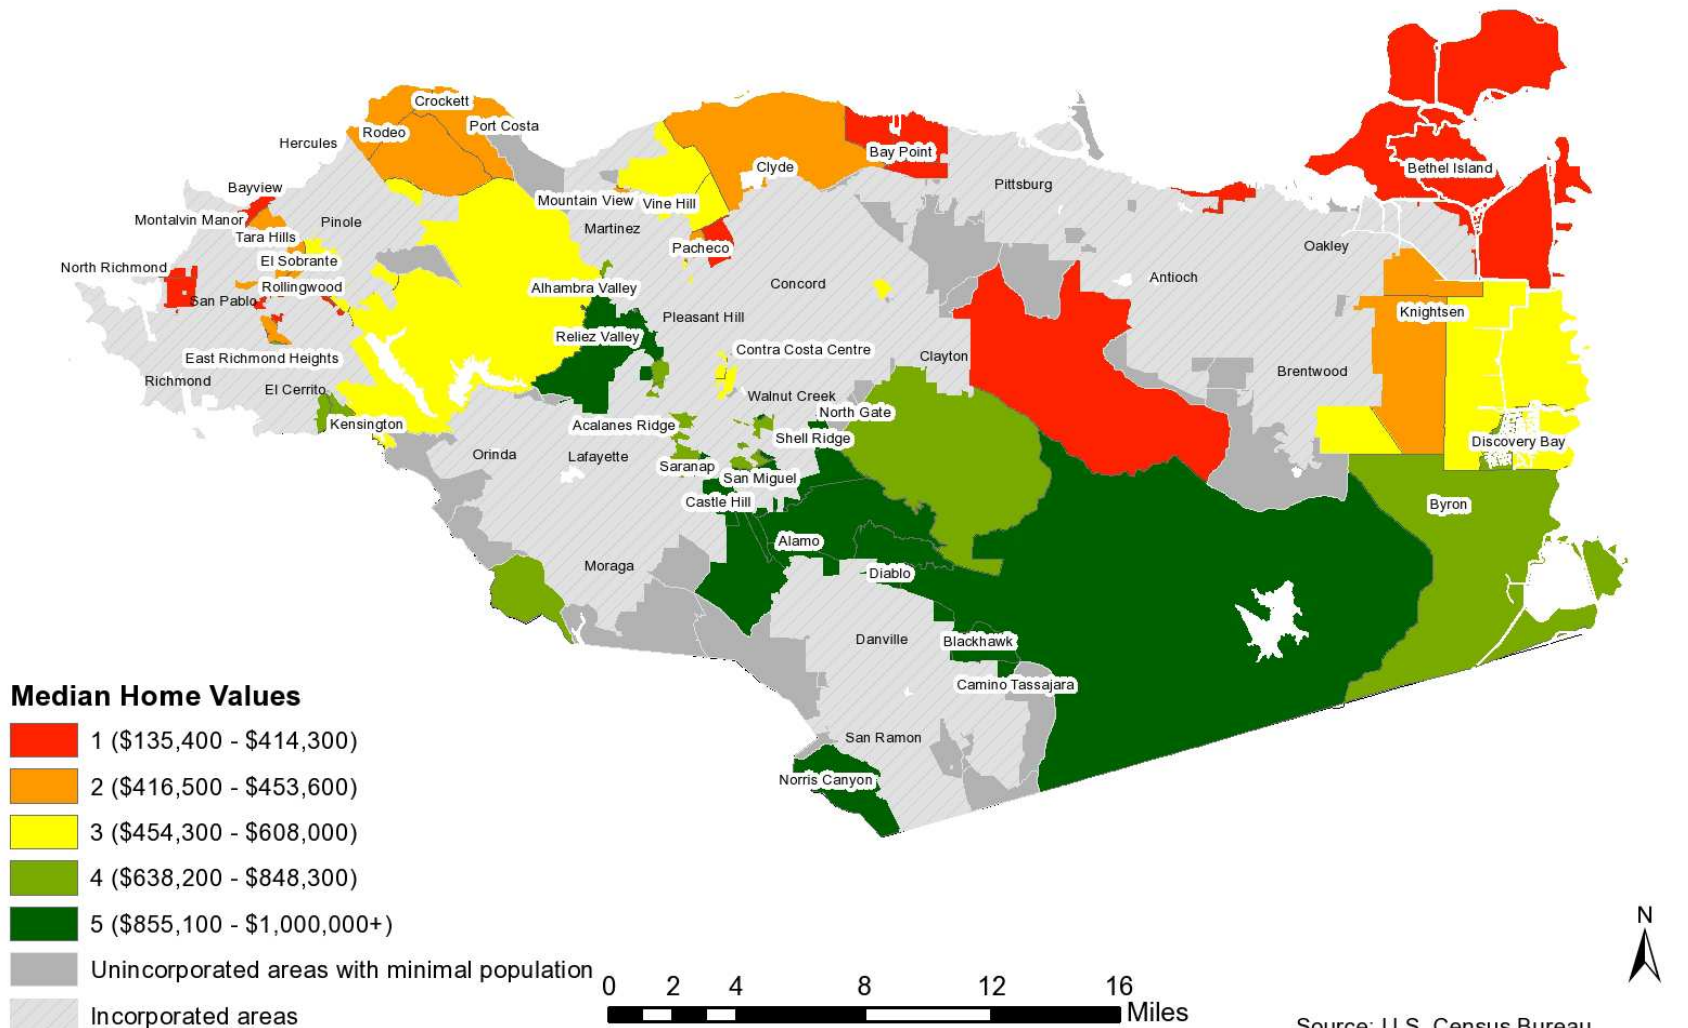 Crockett
Rodeo
Port Costa
Hercules
Bay Point
Clyde
Bethel Island
Bayview
Mountain View
Vine Hill
Pittsburg
Montalvin Manor
Pinole
Martinez
Tara Hills
Pacheco
Oakley
El Sobrante
North Richmond
Rollingwood
Alhambra Valley
Concord
Antioch
San Pablo
Pleasant Hill
Knightsen
Reliez Valley
East Richmond Heights
Contra Costa Centre
Clayton
Richmond
El Cerrito
Brentwood
Walnut Creek
North Gate
Kensington
Acalanes Ridge
Shell Ridge
Discovery Bay
Orinda
Lafayette
Saranap
San Miguel
Castle Hill
Byron
Alamo
Moraga
Diablo
Danville
Blackhawk
Camino Tassajara
San Ramon
Norris Canyon
Median Home Values
1 ($135,400 - $414,300)
2 ($416,500 - $453,600)
3 ($454,300 - $608,000)
4 ($638,200 - $848,300)
5 ($855,100 - $1,000,000+)
Unincorporated areas with minimal population
Incorporated areas
0 2 4 8 12 16
Miles
N
Source: U.S. Census Bureau